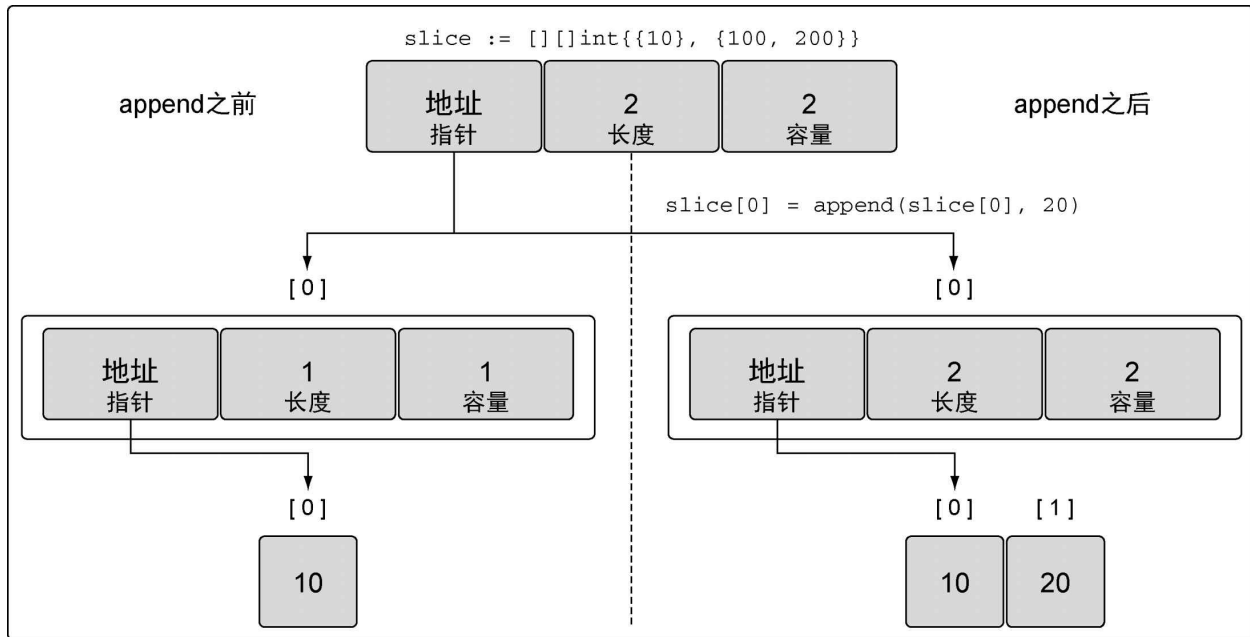 slice := [][]int{{10}, {100, 200}}
append之前
地址 2 2
指针 长度 容量
append之后
slice[0] = append(slice[0], 20)
[0] [0]
地址 1 1 地址 2 2
指针 长度 容量 指针 长度 容量
[0] [0] [1]
10 10 20